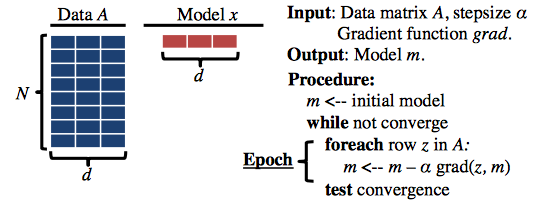 Data A
Model x
N
d
d
Input: Data matrix A, stepsize α
Gradient function grad.
Output: Model m.
Procedure:
m <-- initial model
while not converge
foreach row z in A:
m <-- m – α grad(z, m)
test convergence
Epoch